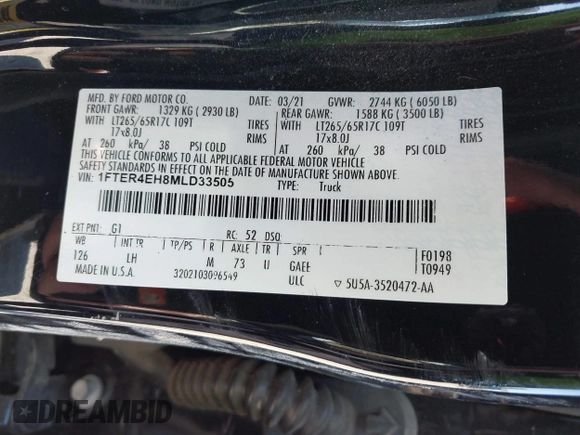 MFD. BY FORD MOTOR CO.
DATE: 03/21 GVWR: 2744 KG ( 6050 LB)
FRONT GAWR: 1329 KG ( 2930 LB) REAR GAWR: 1588 KG ( 3500 LB)
WITH LT265/65R17C 109T TIRES WITH LT265/65R17C 109T TIRES
17x8.0J RIMS 17x8.0J RIMS
AT 260 kPa/ 38 PSI COLD AT 260 kPa/ 38 PSI COLD
THIS VEHICLE CONFORMS TO ALL APPLICABLE FEDERAL MOTOR VEHICLE
SAFETY STANDARDS IN EFFECT ON THE DATE OF MANUFACTURE SHOWN ABOVE.
VIN: 1FTER4EH8MLD33505 TYPE: Truck
EXT PNT: G1 RC: 52 DSO:
WB INT TR TP/PS R AXLE TR SPR F0198
126 LH M 73 U GAEE T0949
MADE IN U.S.A. 3202103096549 ULC ▽ 5U5A-3520472-AA
DREAMBID